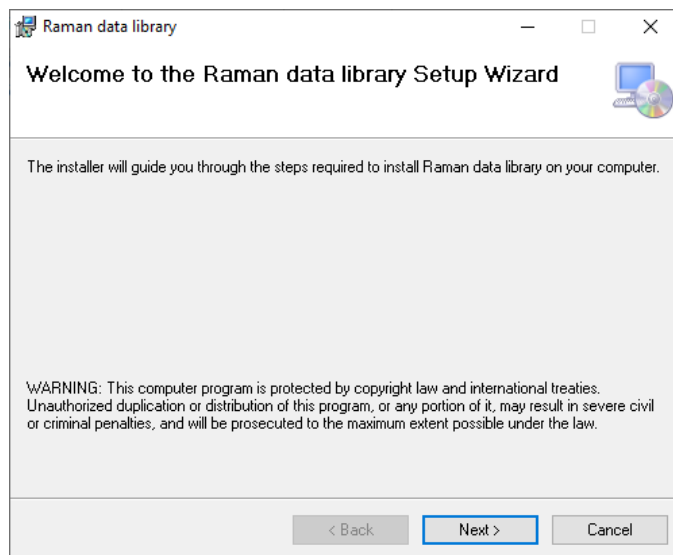 Raman data library
Welcome to the Raman data library Setup Wizard
The installer will guide you through the steps required to install Raman data library on your computer.
WARNING: This computer program is protected by copyright law and international treaties.
Unauthorized duplication or distribution of this program, or any portion of it, may result in severe civil
or criminal penalties, and will be prosecuted to the maximum extent possible under the law.
< Back
Next >
Cancel